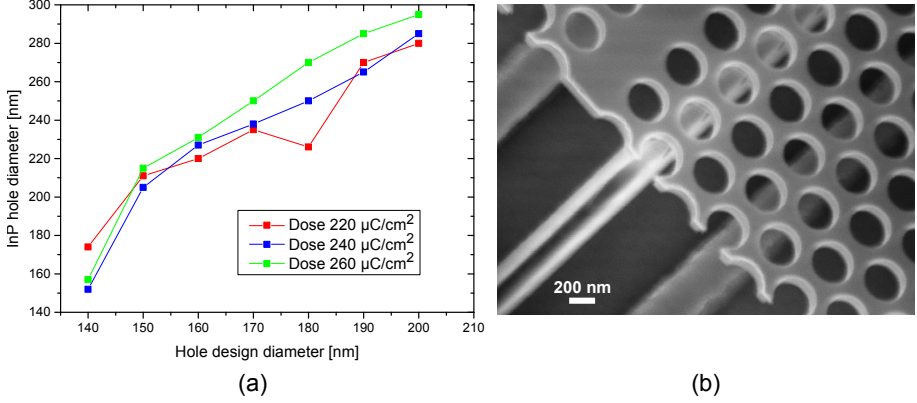 300
280
260
240
220
200
180
160
140
InP hole diameter [nm]
Dose 220 µC/cm2
Dose 240 µC/cm2
Dose 260 µC/cm2
140 150 160 170 180 190 200 210
Hole design diameter [nm]
200 nm
(a) (b)